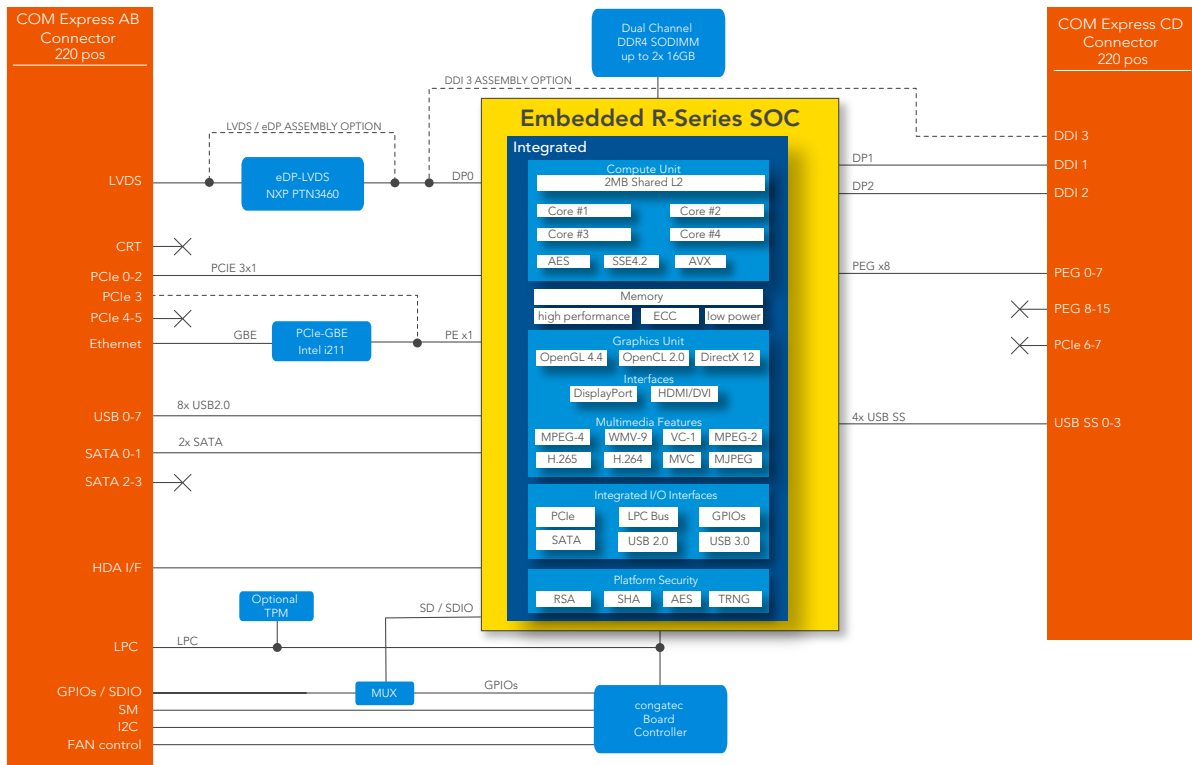 COM Express AB
Connector
220 pos
LVDS
CRT
PCIe 0-2
PCIe 3
PCIe 4-5
Ethernet
USB 0-7
SATA 0-1
SATA 2-3
HDA I/F
LPC
GPIOs / SDIO
SM
I2C
FAN control
DDI 3 ASSEMBLY OPTION
LVDS / eDP ASSEMBLY OPTION
eDP-LVDS
NXP PTN3460
DP0
PCIE 3x1
GBE
PCIe-GBE
Intel i211
PE x1
8x USB2.0
2x SATA
Optional
TPM
SD / SDIO
LPC
MUX
GPIOs
Dual Channel
DDR4 SODIMM
up to 2x 16GB
Embedded R-Series SOC
Integrated
Compute Unit
2MB Shared L2
Core #1
Core #2
Core #3
Core #4
AES
SSE4.2
AVX
Memory
high performance
ECC
low power
Graphics Unit
OpenGL 4.4
OpenCL 2.0
DirectX 12
Interfaces
DisplayPort
HDMI/DVI
Multimedia Features
MPEG-4
WMV-9
VC-1
MPEG-2
H.265
H.264
MVC
MJPEG
Integrated I/O Interfaces
PCIe
LPC Bus
GPIOs
SATA
USB 2.0
USB 3.0
Platform Security
RSA
SHA
AES
TRNG
congatec
Board
Controller
DP1
DP2
PEG x8
4x USB SS
COM Express CD
Connector
220 pos
DDI 3
DDI 1
DDI 2
PEG 0-7
PEG 8-15
PCIe 6-7
USB SS 0-3